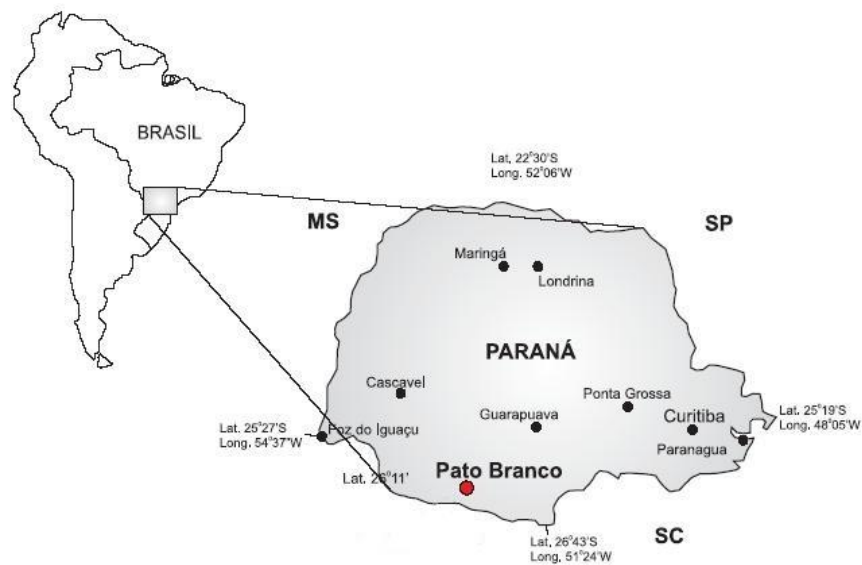 BRASIL
Lat. 22°30'S
Long. 52°06'W
MS
SP
Maringá
Londrina
PARANÁ
Cascavel
Ponta Grossa
Guarapuava
Curitiba
Lat. 25°19'S
Long. 48°05'W
Lat. 25°27'S
Long. 54°37"W
Foz do Iguaçu
Paranagua
Pato Branco
Lat. 26°11'
SC
Lat. 26°43'S
Long, 51°24'W